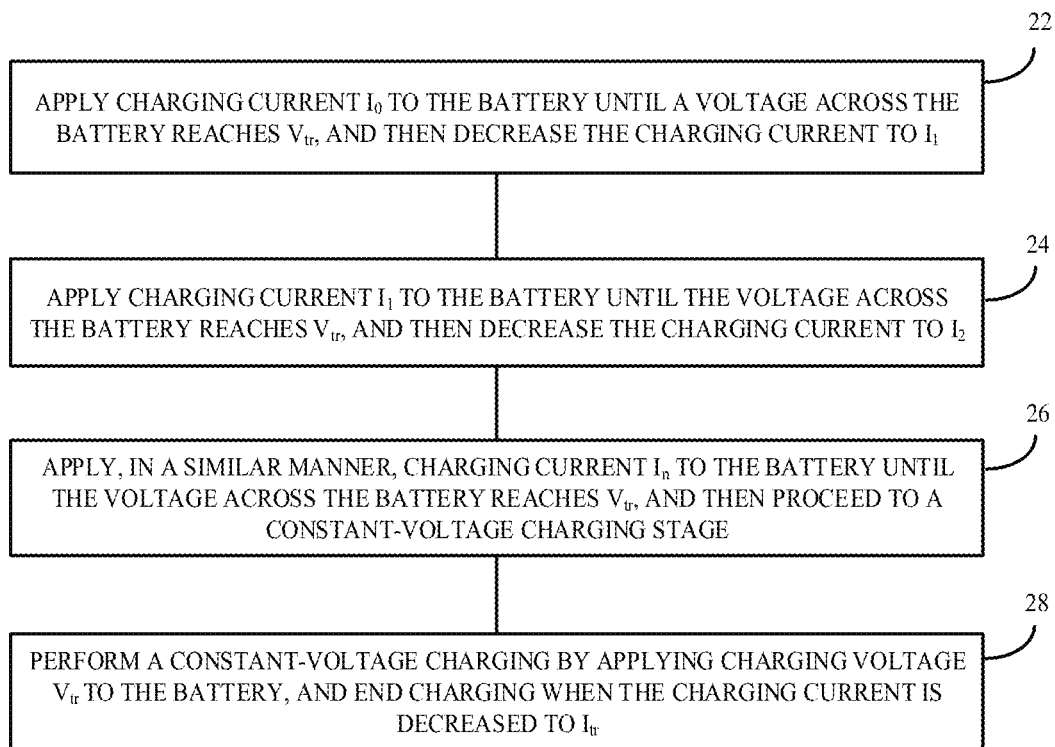 22
APPLY CHARGING CURRENT I₀ TO THE BATTERY UNTIL A VOLTAGE ACROSS THE
BATTERY REACHES Vₜᵣ, AND THEN DECREASE THE CHARGING CURRENT TO I₁
24
APPLY CHARGING CURRENT I₁ TO THE BATTERY UNTIL THE VOLTAGE ACROSS
THE BATTERY REACHES Vₜᵣ, AND THEN DECREASE THE CHARGING CURRENT TO I₂
26
APPLY, IN A SIMILAR MANNER, CHARGING CURRENT Iₙ TO THE BATTERY UNTIL
THE VOLTAGE ACROSS THE BATTERY REACHES Vₜᵣ, AND THEN PROCEED TO A
CONSTANT-VOLTAGE CHARGING STAGE
28
PERFORM A CONSTANT-VOLTAGE CHARGING BY APPLYING CHARGING VOLTAGE
Vₜᵣ TO THE BATTERY, AND END CHARGING WHEN THE CHARGING CURRENT IS
DECREASED TO Iₜᵣ